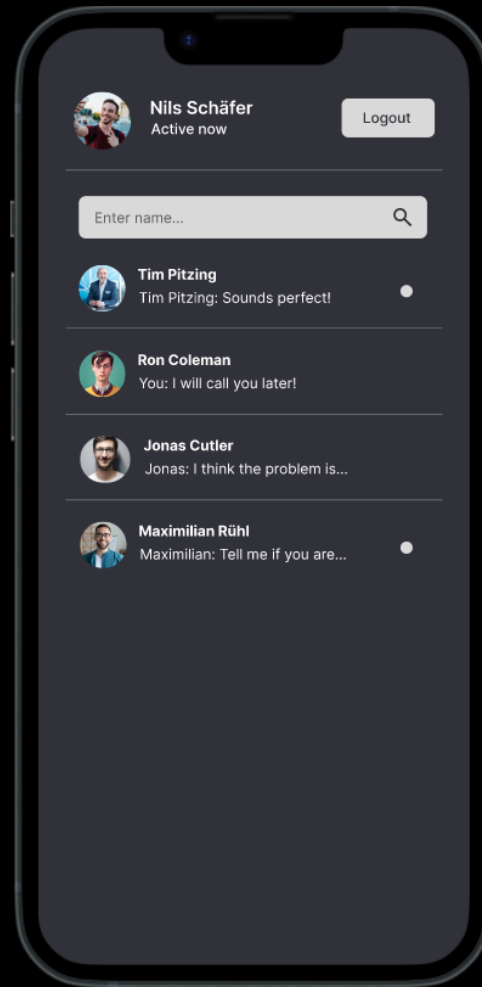 Nils Schäfer
Active now
Logout
Enter name...
Tim Pitzing
Tim Pitzing: Sounds perfect!
Ron Coleman
You: I will call you later!
Jonas Cutler
Jonas: I think the problem is...
Maximilian Rühl
Maximilian: Tell me if you are...